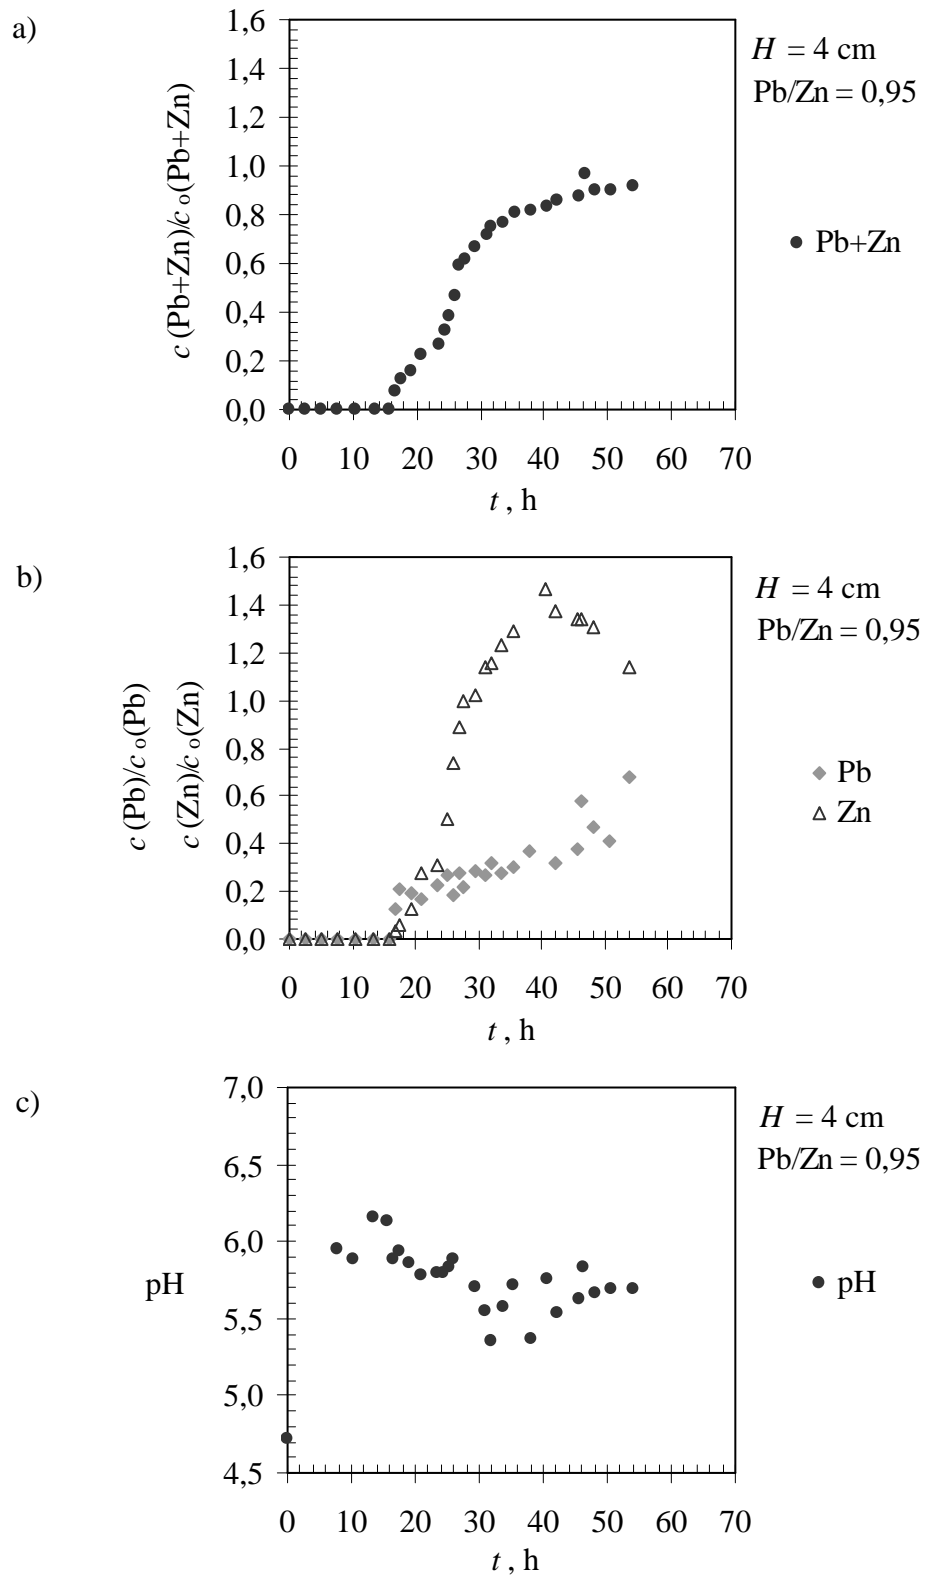 a)
c (Pb+Zn)/c o(Pb+Zn)
1,6
1,4
1,2
1,0
0,8
0,6
0,4
0,2
0,0
0 10 20 30 40 50 60 70
t , h
H = 4 cm
Pb/Zn = 0,95
Pb+Zn
b)
c (Pb)/c o(Pb)
c (Zn)/c o(Zn)
1,6
1,4
1,2
1,0
0,8
0,6
0,4
0,2
0,0
0 10 20 30 40 50 60 70
t , h
H = 4 cm
Pb/Zn = 0,95
Pb
Zn
c)
pH
7,0
6,5
6,0
5,5
5,0
4,5
0 10 20 30 40 50 60 70
t , h
H = 4 cm
Pb/Zn = 0,95
pH